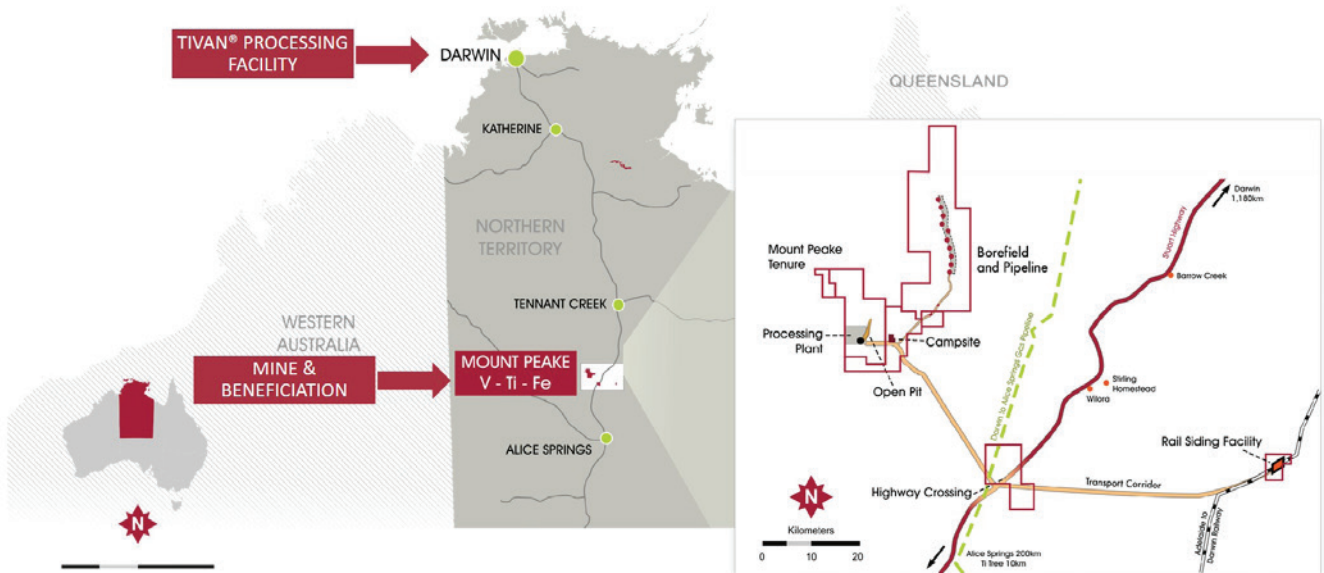 TIVAN® PROCESSING
FACILITY
DARWIN
KATHERINE
NORTHERN
TERRITORY
TENNANT CREEK
WESTERN
AUSTRALIA
MINE &
BENEFICIATION
MOUNT PEAKE
V - Ti - Fe
ALICE SPRINGS
N
QUEENSLAND
Darwin
1,180km
Stuart Highway
Mount Peake
Tenure
Borefield
and Pipeline
Barrow Creek
Processing
Plant
Campsite
Open Pit
Darwin to Alice Springs Gas Pipeline
Stirling
Homestead
Wilora
Rail Siding Facility
Highway Crossing
Transport Corridor
N
Kilometers
0 10 20
Adelaide to
Darwin Railway
Alice Springs 200km
Ti Tree 10km